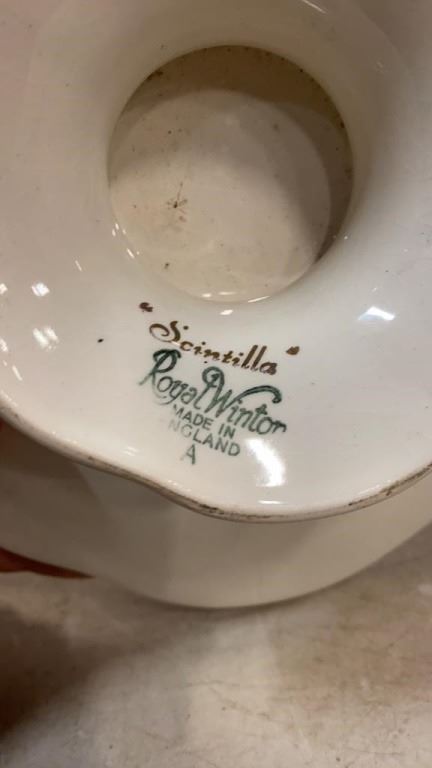 "Scintilla"
Royal Winton
MADE IN
ENGLAND
A